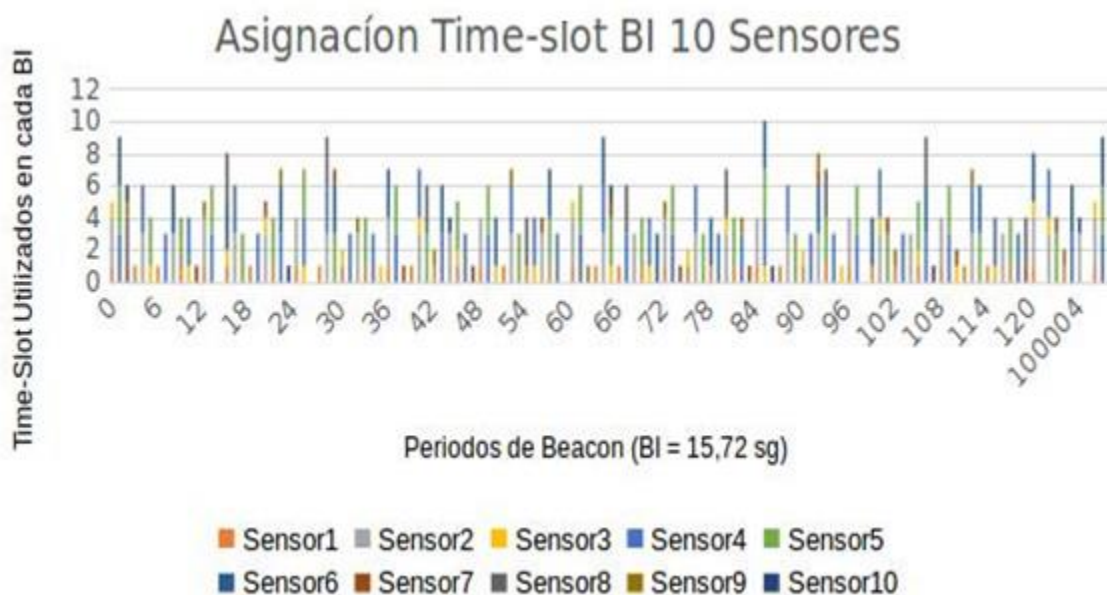 Asignacíon Time-slot BI 10 Sensores
Time-Slot Utilizados en cada BI
12
10
8
6
4
2
0
0 6 12 18 24 30 36 42 48 54 60 66 72 78 84 90 96 102 108 114 120 100004
Periodos de Beacon (BI = 15,72 sg)
Sensor1 Sensor2 Sensor3 Sensor4 Sensor5
Sensor6 Sensor7 Sensor8 Sensor9 Sensor10